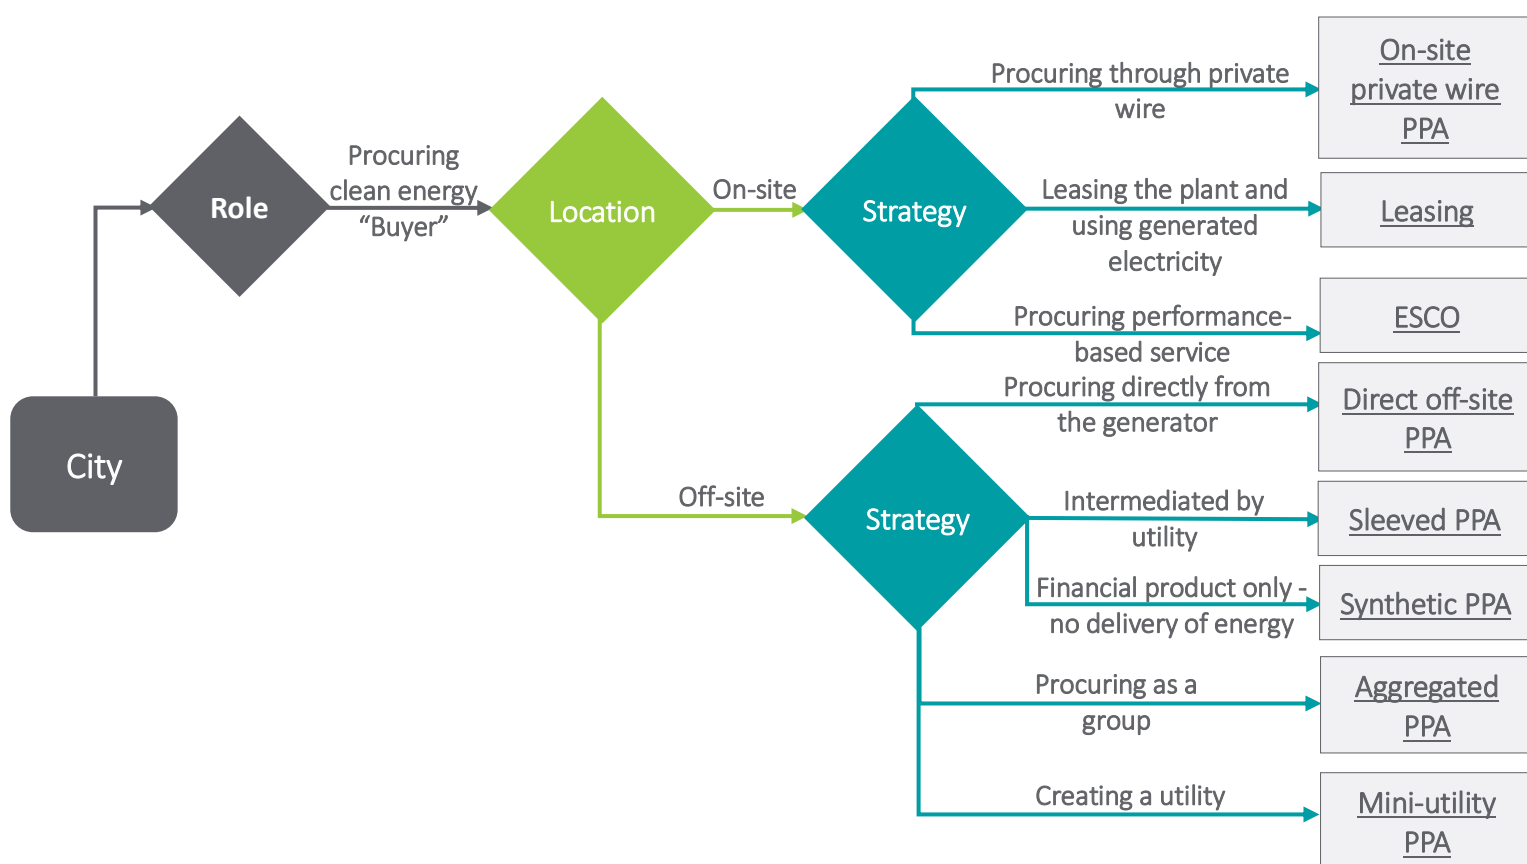 City
Role
Procuring
clean energy
“Buyer”
Location
On-site
Strategy
Procuring through private
wire
On-site
private wire
PPA
Leasing the plant and
using generated
electricity
Leasing
Procuring performance-
based service
ESCO
Off-site
Strategy
Procuring directly from
the generator
Direct off-site
PPA
Intermediated by
utility
Sleeved PPA
Financial product only -
no delivery of energy
Synthetic PPA
Procuring as a
group
Aggregated
PPA
Creating a utility
Mini-utility
PPA